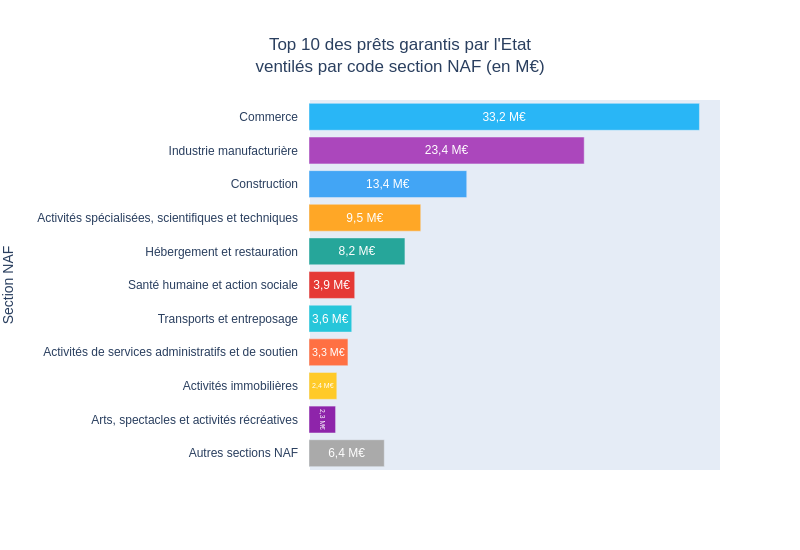 Top 10 des prêts garantis par l'Etat
ventilés par code section NAF (en M€)
Section NAF
Commerce 33,2 M€
Industrie manufacturière 23,4 M€
Construction 13,4 M€
Activités spécialisées, scientifiques et techniques 9,5 M€
Hébergement et restauration 8,2 M€
Santé humaine et action sociale 3,9 M€
Transports et entreposage 3,6 M€
Activités de services administratifs et de soutien 3,3 M€
Activités immobilières 2,4 M€
Arts, spectacles et activités récréatives 2,3 M€
Autres sections NAF 6,4 M€